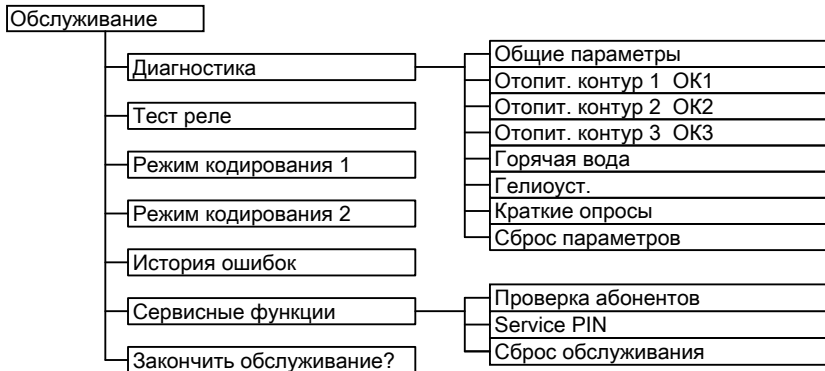 Обслуживание
Диагностика
Общие параметры
Отопит. контур 1 ОК1
Отопит. контур 2 ОК2
Отопит. контур 3 ОК3
Горячая вода
Гелиоуст.
Краткие опросы
Сброс параметров
Тест реле
Режим кодирования 1
Режим кодирования 2
История ошибок
Сервисные функции
Проверка абонентов
Service PIN
Сброс обслуживания
Закончить обслуживание?